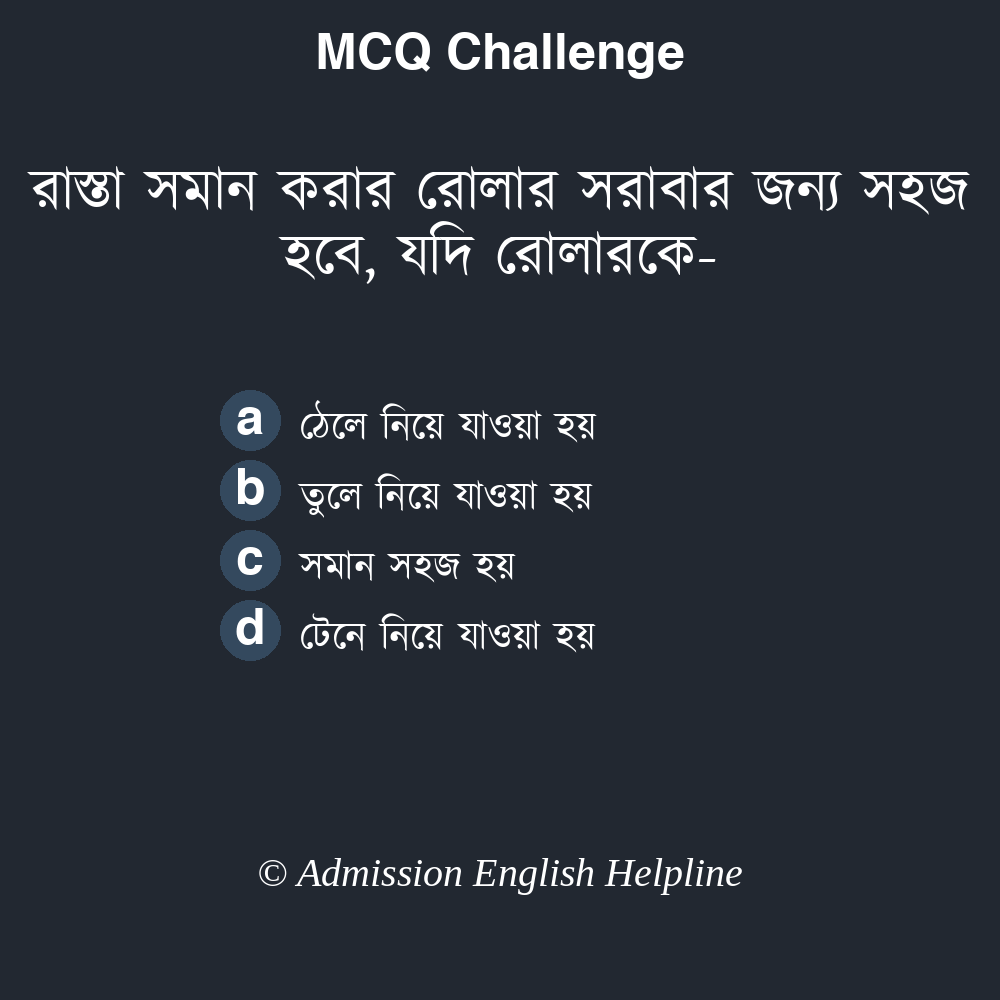 MCQ Challenge
রাস্তা সমান করার রোলার সরাবার জন্য সহজ
হবে, যদি রোলারকে-
a ঠেলে নিয়ে যাওয়া হয়
b তুলে নিয়ে যাওয়া হয়
c সমান সহজ হয়
d টেনে নিয়ে যাওয়া হয়
© Admission English Helpline